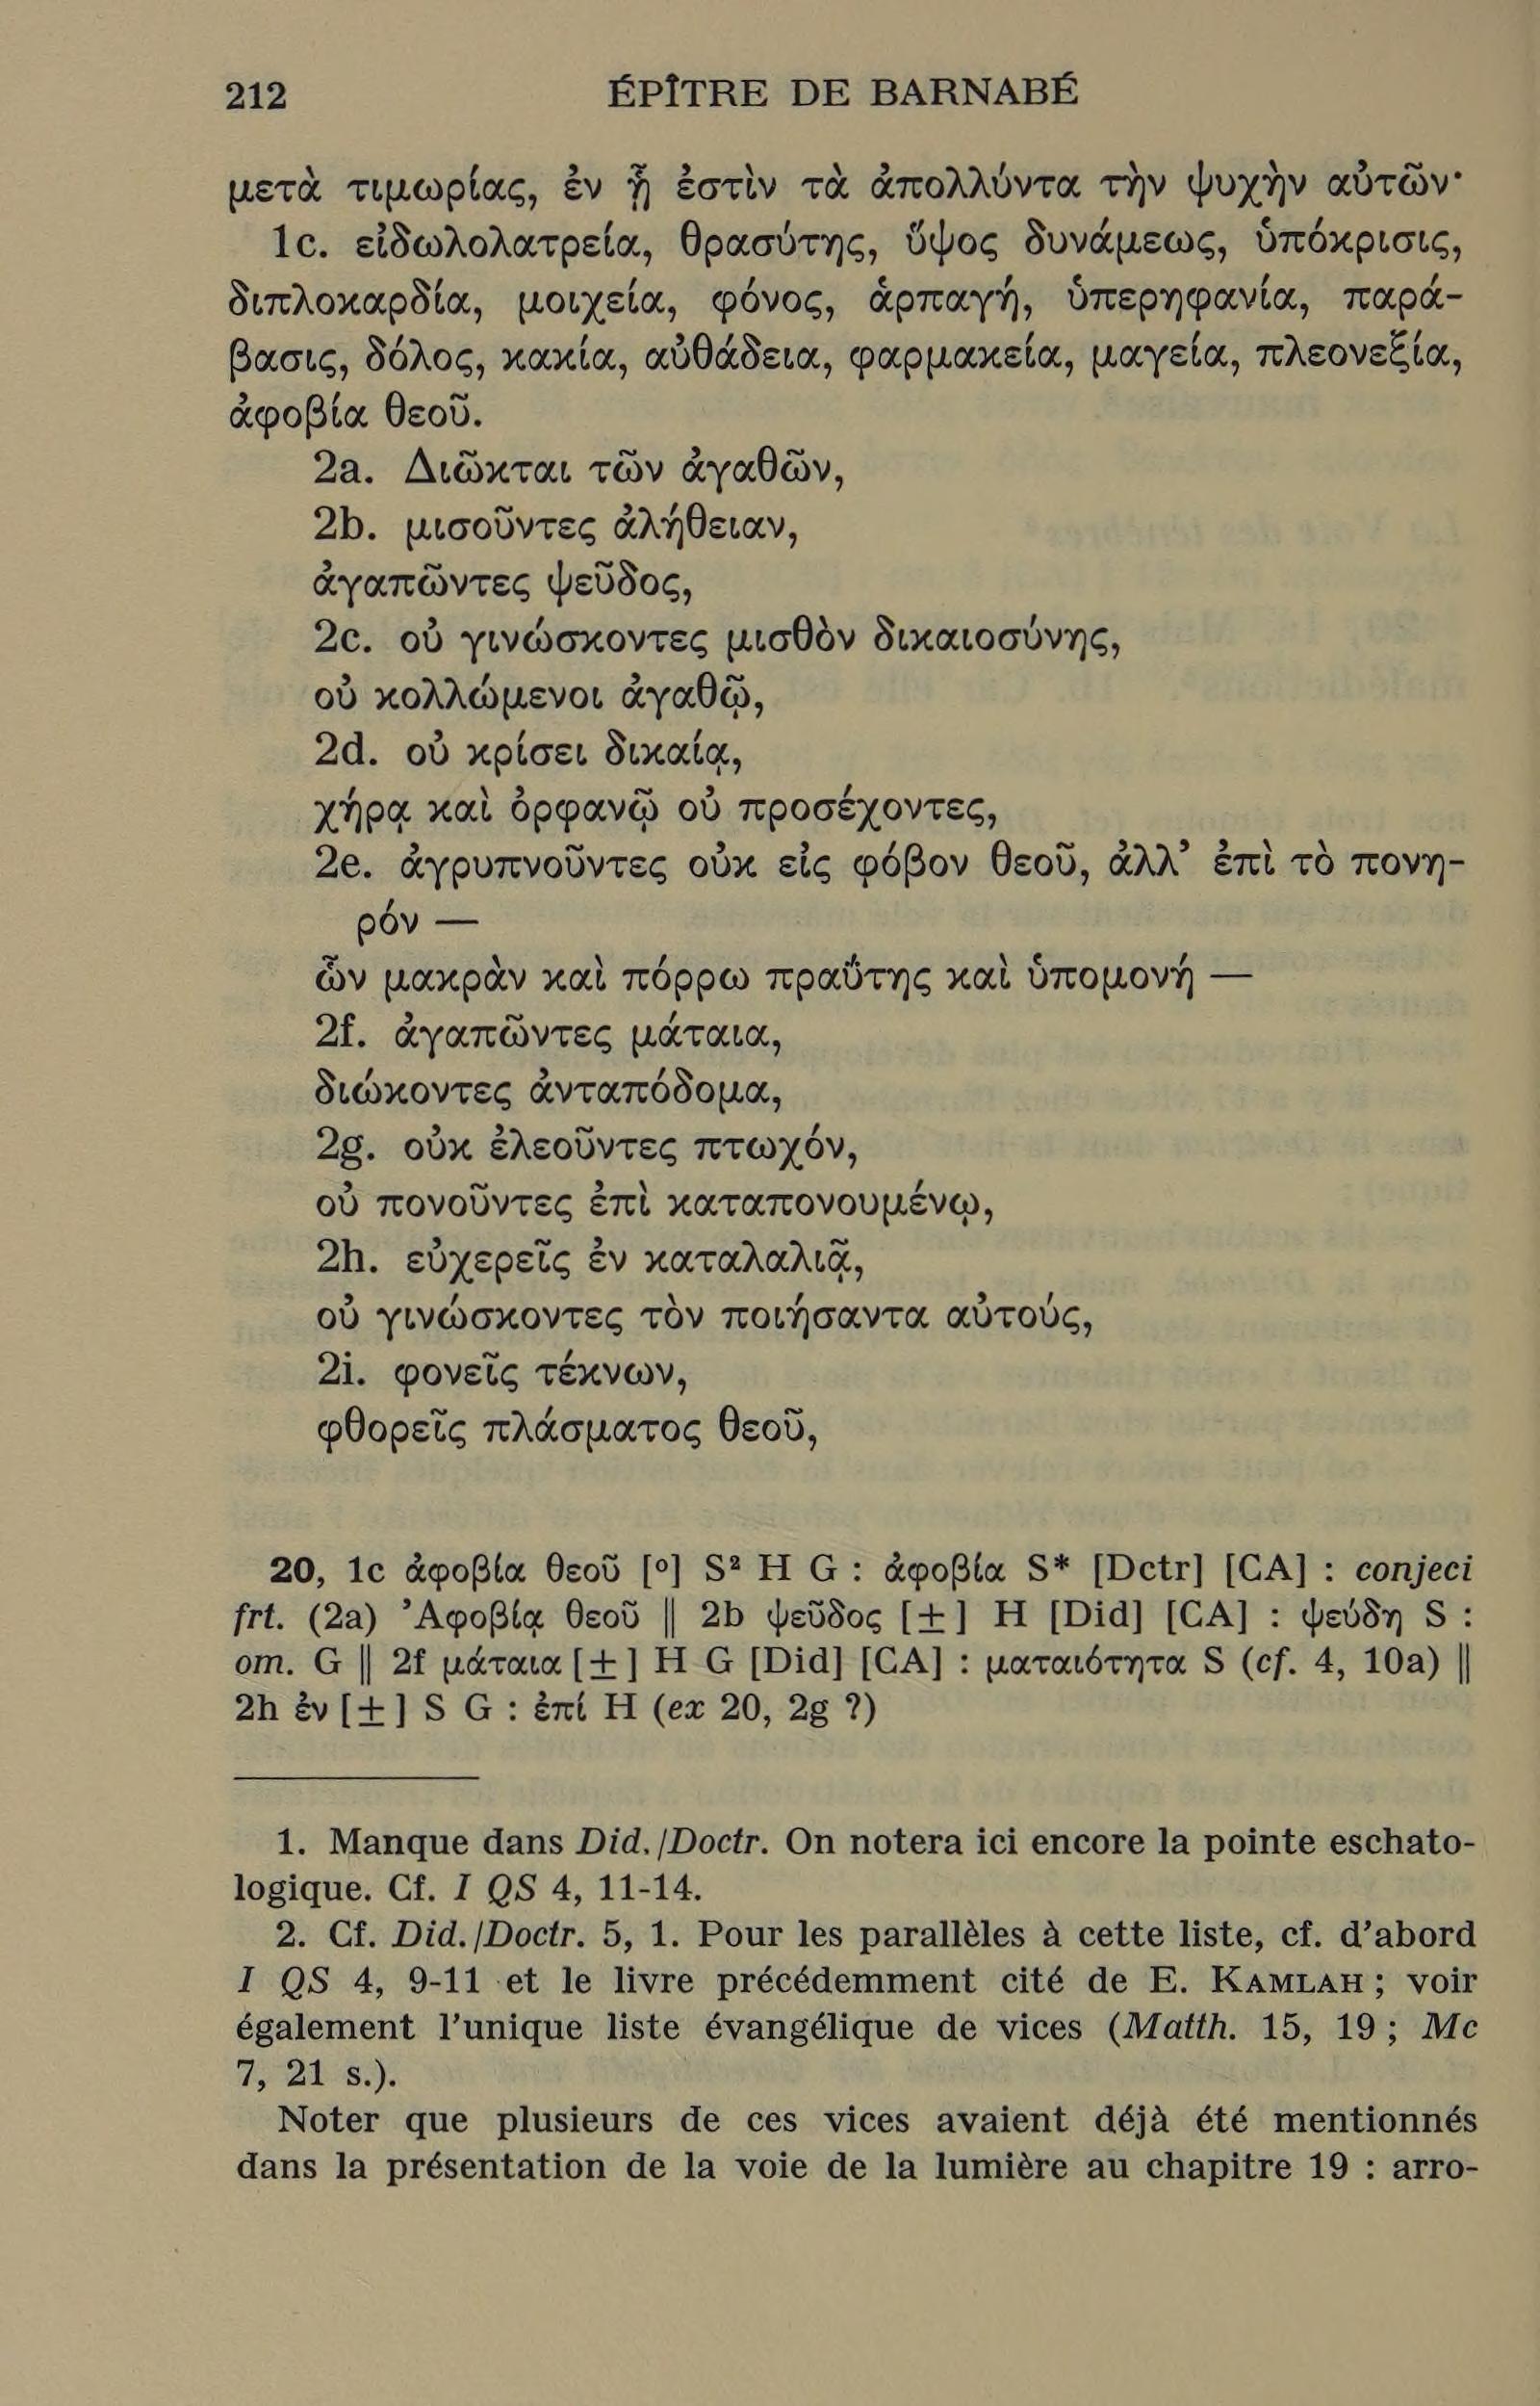 212
ÉPÎTRE DE BARNABÉ
μετὰ τιμωρίας, ἐν ᾗ ἐστὶν τὰ ἀπολλύντα τὴν ψυχὴν αὐτῶν·
1c. εἰδωλολατρεία, θρασύτης, ὕψος δυνάμεως, ὑπόκρισις,
διπλοκαρδία, μοιχεία, φόνος, ἁρπαγή, ὑπερηφανία, παρά-
βασις, δόλος, κακία, αὐθάδεια, φαρμακεία, μαγεία, πλεονεξία,
ἀφοβία θεοῦ.
2a. Διῶκται τῶν ἀγαθῶν,
2b. μισοῦντες ἀλήθειαν,
ἀγαπῶντες ψεῦδος,
2c. οὐ γινώσκοντες μισθὸν δικαιοσύνης,
οὐ κολλώμενοι ἀγαθῷ,
2d. οὐ κρίσει δικαίᾳ,
χήρᾳ καὶ ὀρφανῷ οὐ προσέχοντες,
2e. ἀγρυπνοῦντες οὐκ εἰς φόβον θεοῦ, ἀλλ’ ἐπὶ τὸ πονη-
ρόν —
ὧν μακρὰν καὶ πόρρω πραΰτης καὶ ὑπομονή —
2f. ἀγαπῶντες μάταια,
διώκοντες ἀνταπόδομα,
2g. οὐκ ἐλεοῦντες πτωχόν,
οὐ πονοῦντες ἐπὶ καταπονουμένῳ,
2h. εὐχερεῖς ἐν καταλαλιᾷ,
οὐ γινώσκοντες τὸν ποιήσαντα αὐτούς,
2i. φονεῖς τέκνων,
φθορεῖς πλάσματος θεοῦ,
20, 1c ἀφοβία θεοῦ [°] S² H G : ἀφοβία S* [Dctr] [CA] : conjeci
frt. (2a) ’Αφοβίᾳ θεοῦ || 2b ψεῦδος [±] H [Did] [CA] : ψεύδη S :
om. G || 2f μάταια [±] H G [Did] [CA] : ματαιότητα S (cf. 4, 10a) ||
2h ἐν [±] S G : ἐπί H (ex 20, 2g ?)
1. Manque dans Did./Doctr. On notera ici encore la pointe eschato-
logique. Cf. I QS 4, 11-14.
2. Cf. Did./Doctr. 5, 1. Pour les parallèles à cette liste, cf. d’abord
I QS 4, 9-11 et le livre précédemment cité de E. KAMLAH ; voir
également l’unique liste évangélique de vices (Matth. 15, 19 ; Mc
7, 21 s.).
Noter que plusieurs de ces vices avaient déjà été mentionnés
dans la présentation de la voie de la lumière au chapitre 19 : arro-